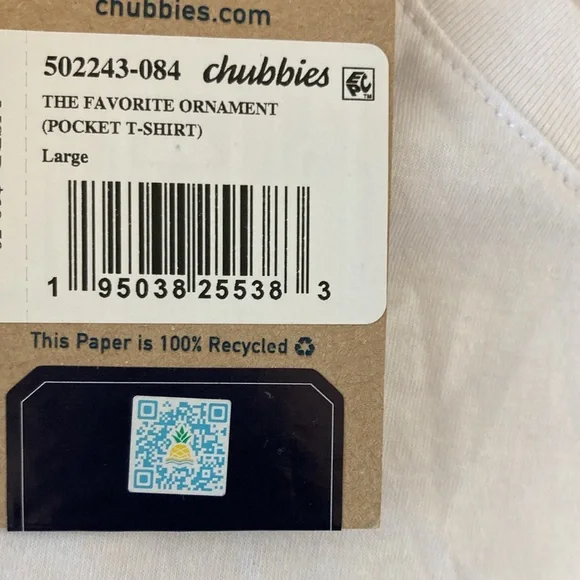 chubbies.com
502243-084 chubbies EPC™
THE FAVORITE ORNAMENT
(POCKET T-SHIRT)
Large
1 95038 25538 3
This Paper is 100% Recycled